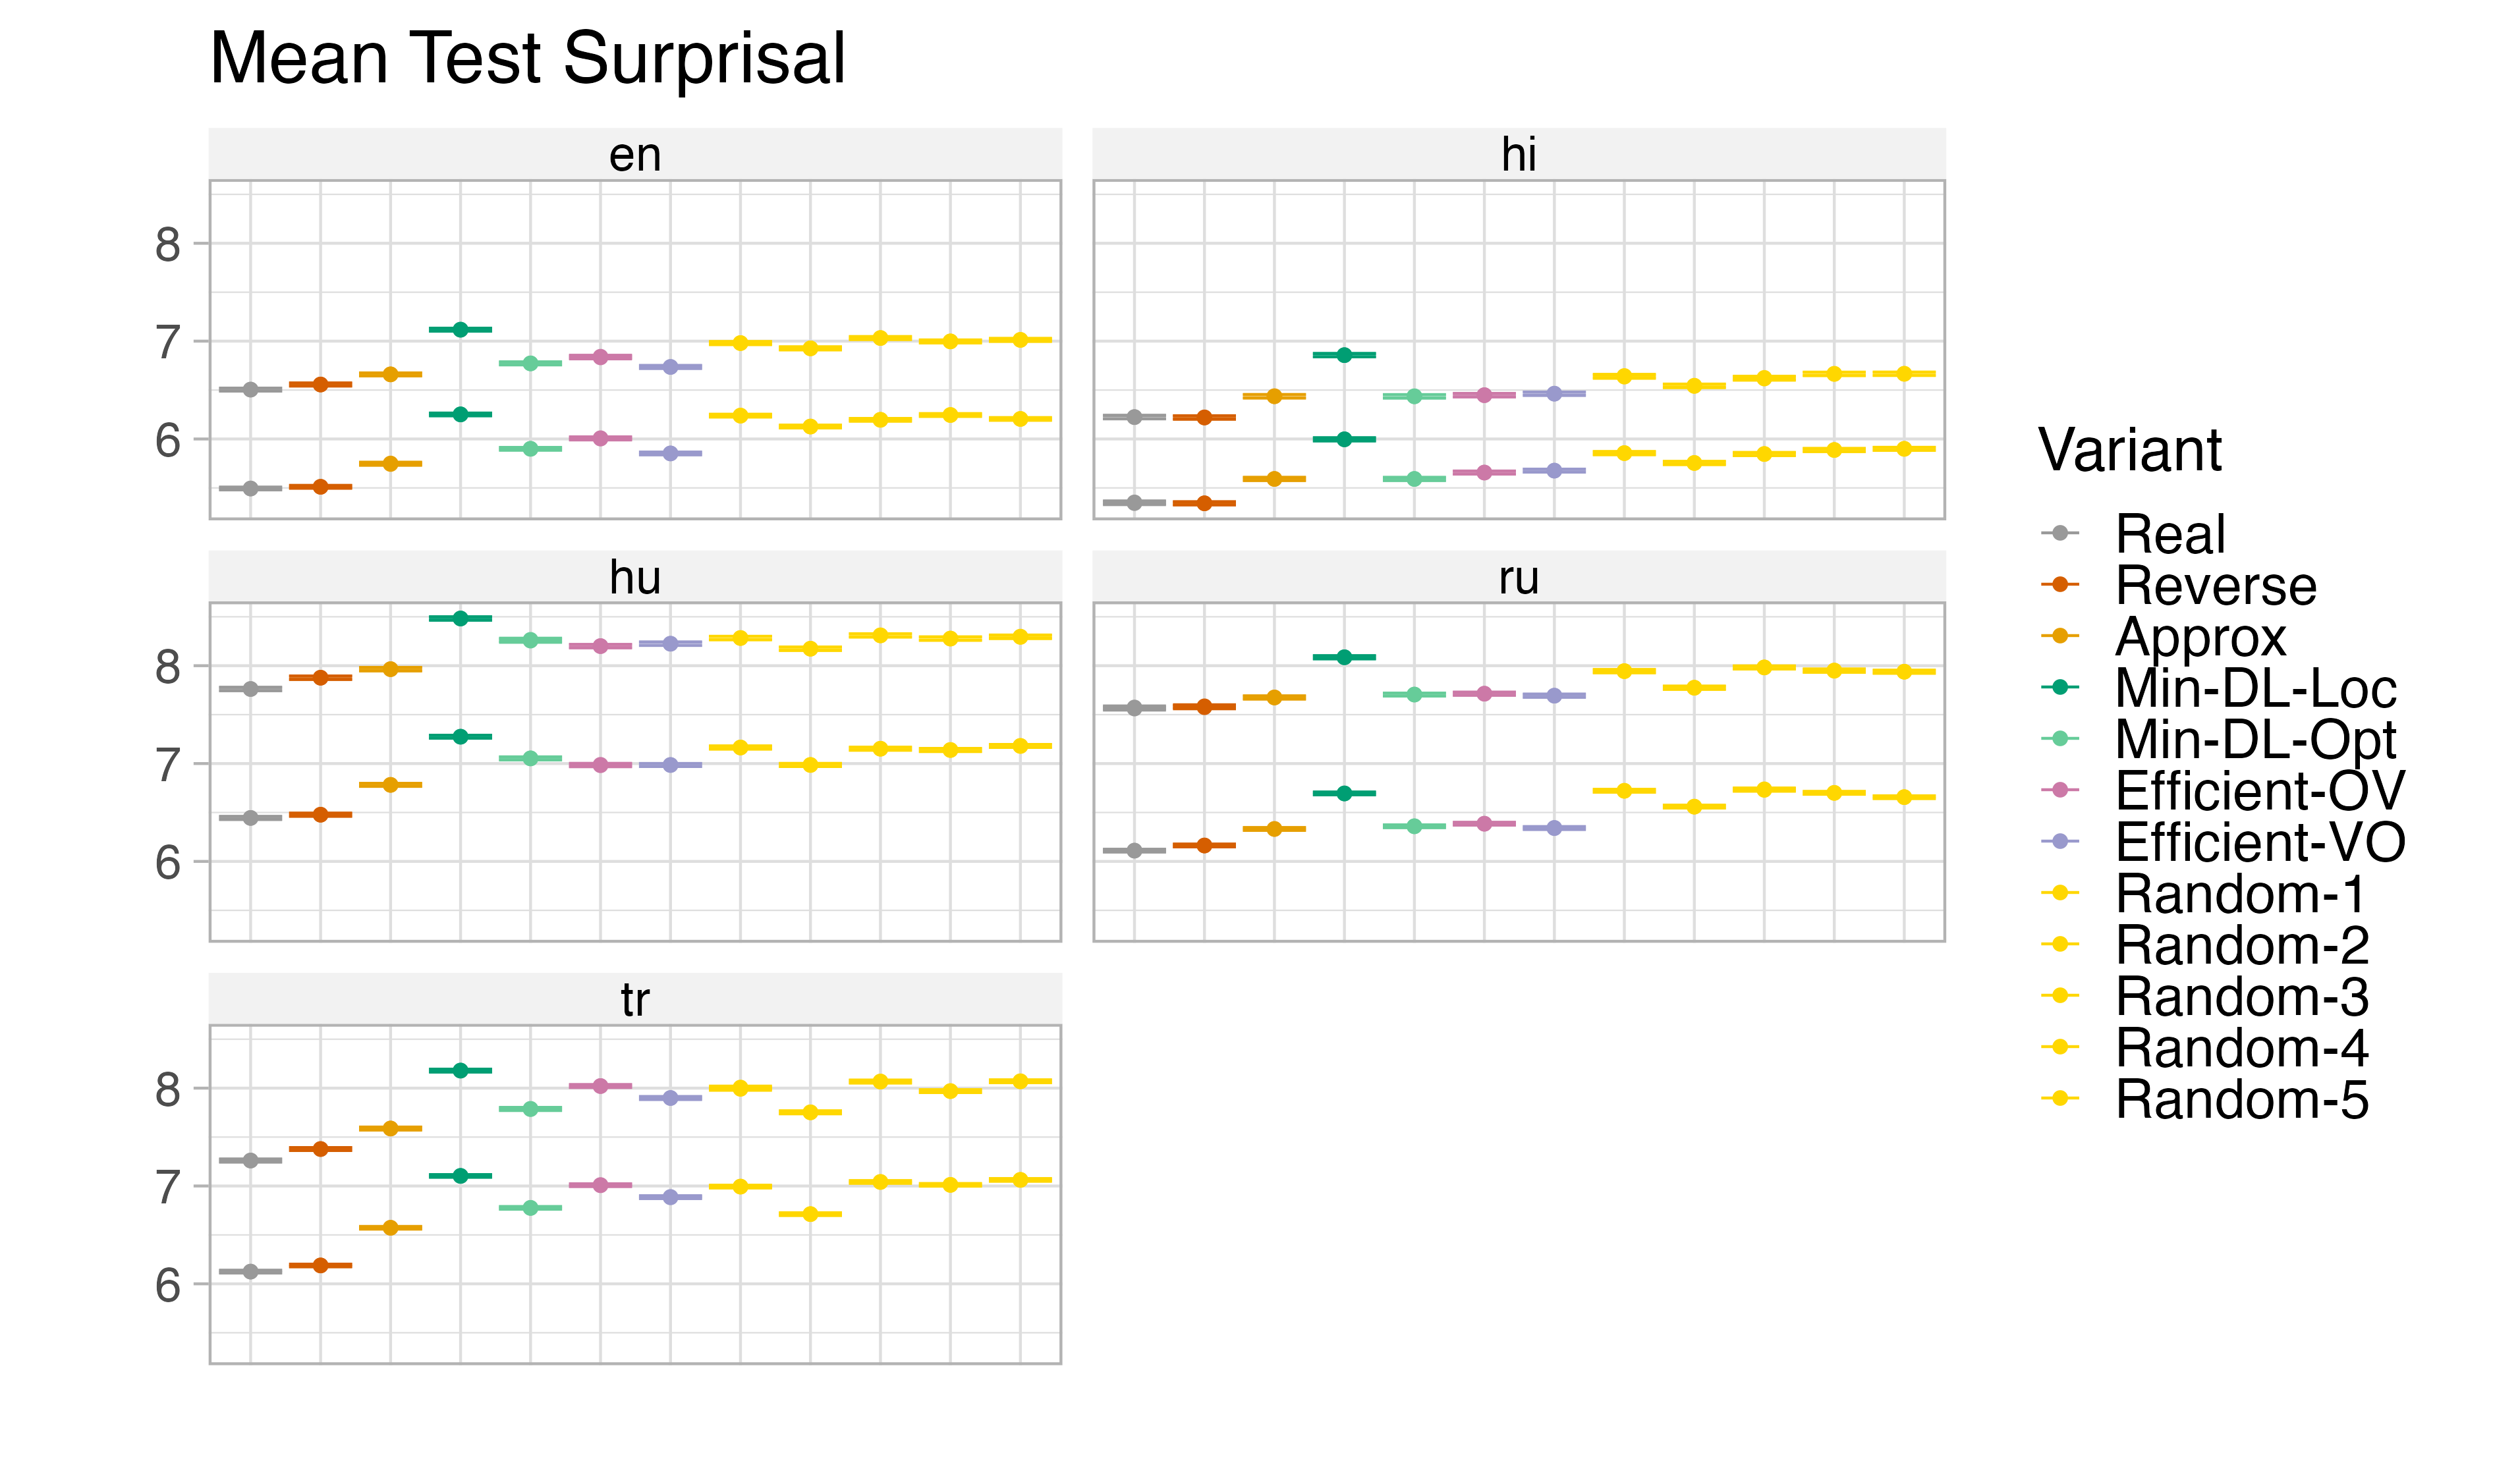 Mean Test Surprisal
en
hi
8
7
6
hu
ru
8
7
6
tr
8
7
6
Variant
Real
Reverse
Approx
Min-DL-Loc
Min-DL-Opt
Efficient-OV
Efficient-VO
Random-1
Random-2
Random-3
Random-4
Random-5